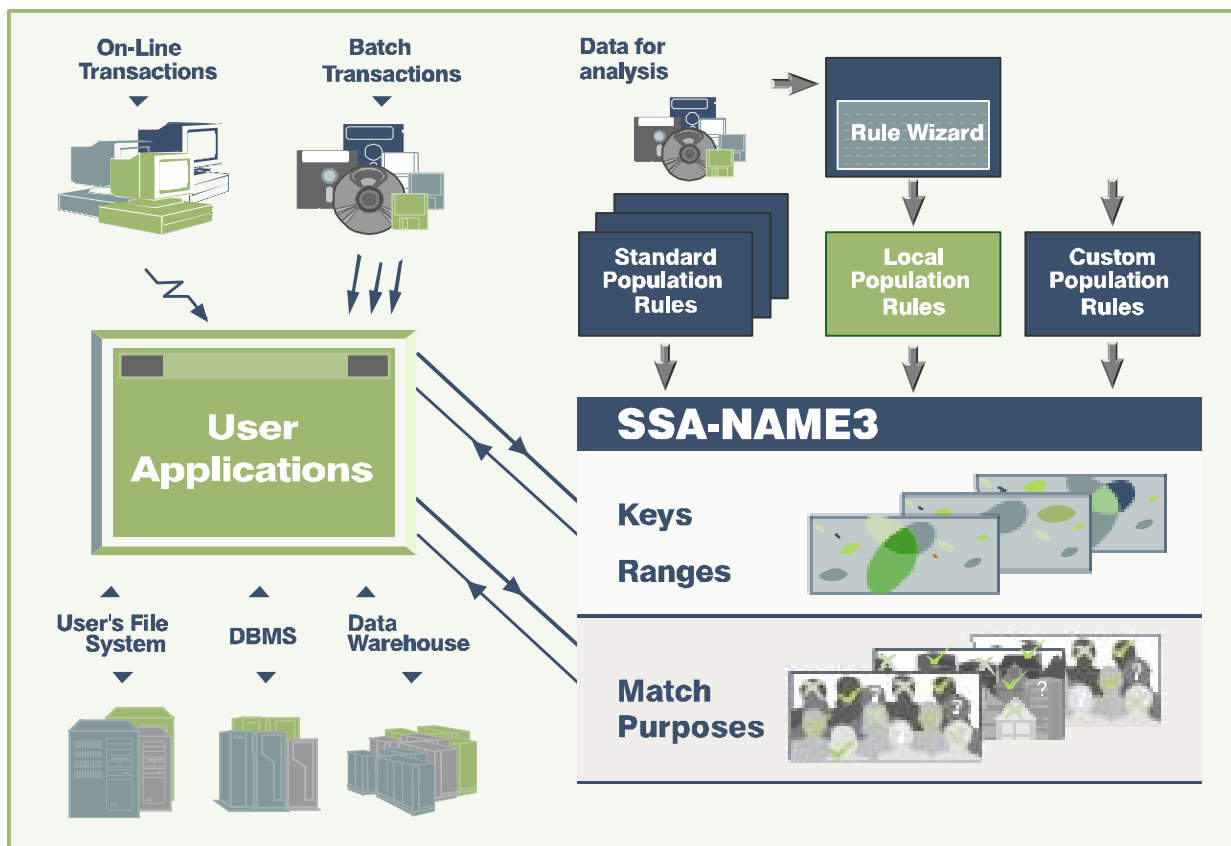 On-Line
Transactions
Batch
Transactions
Data for
analysis
Rule Wizard
Standard
Population
Rules
Local
Population
Rules
Custom
Population
Rules
User
Applications
SSA-NAME3
Keys
Ranges
User's File
System
DBMS
Data
Warehouse
Match
Purposes
?
?
?
?
?